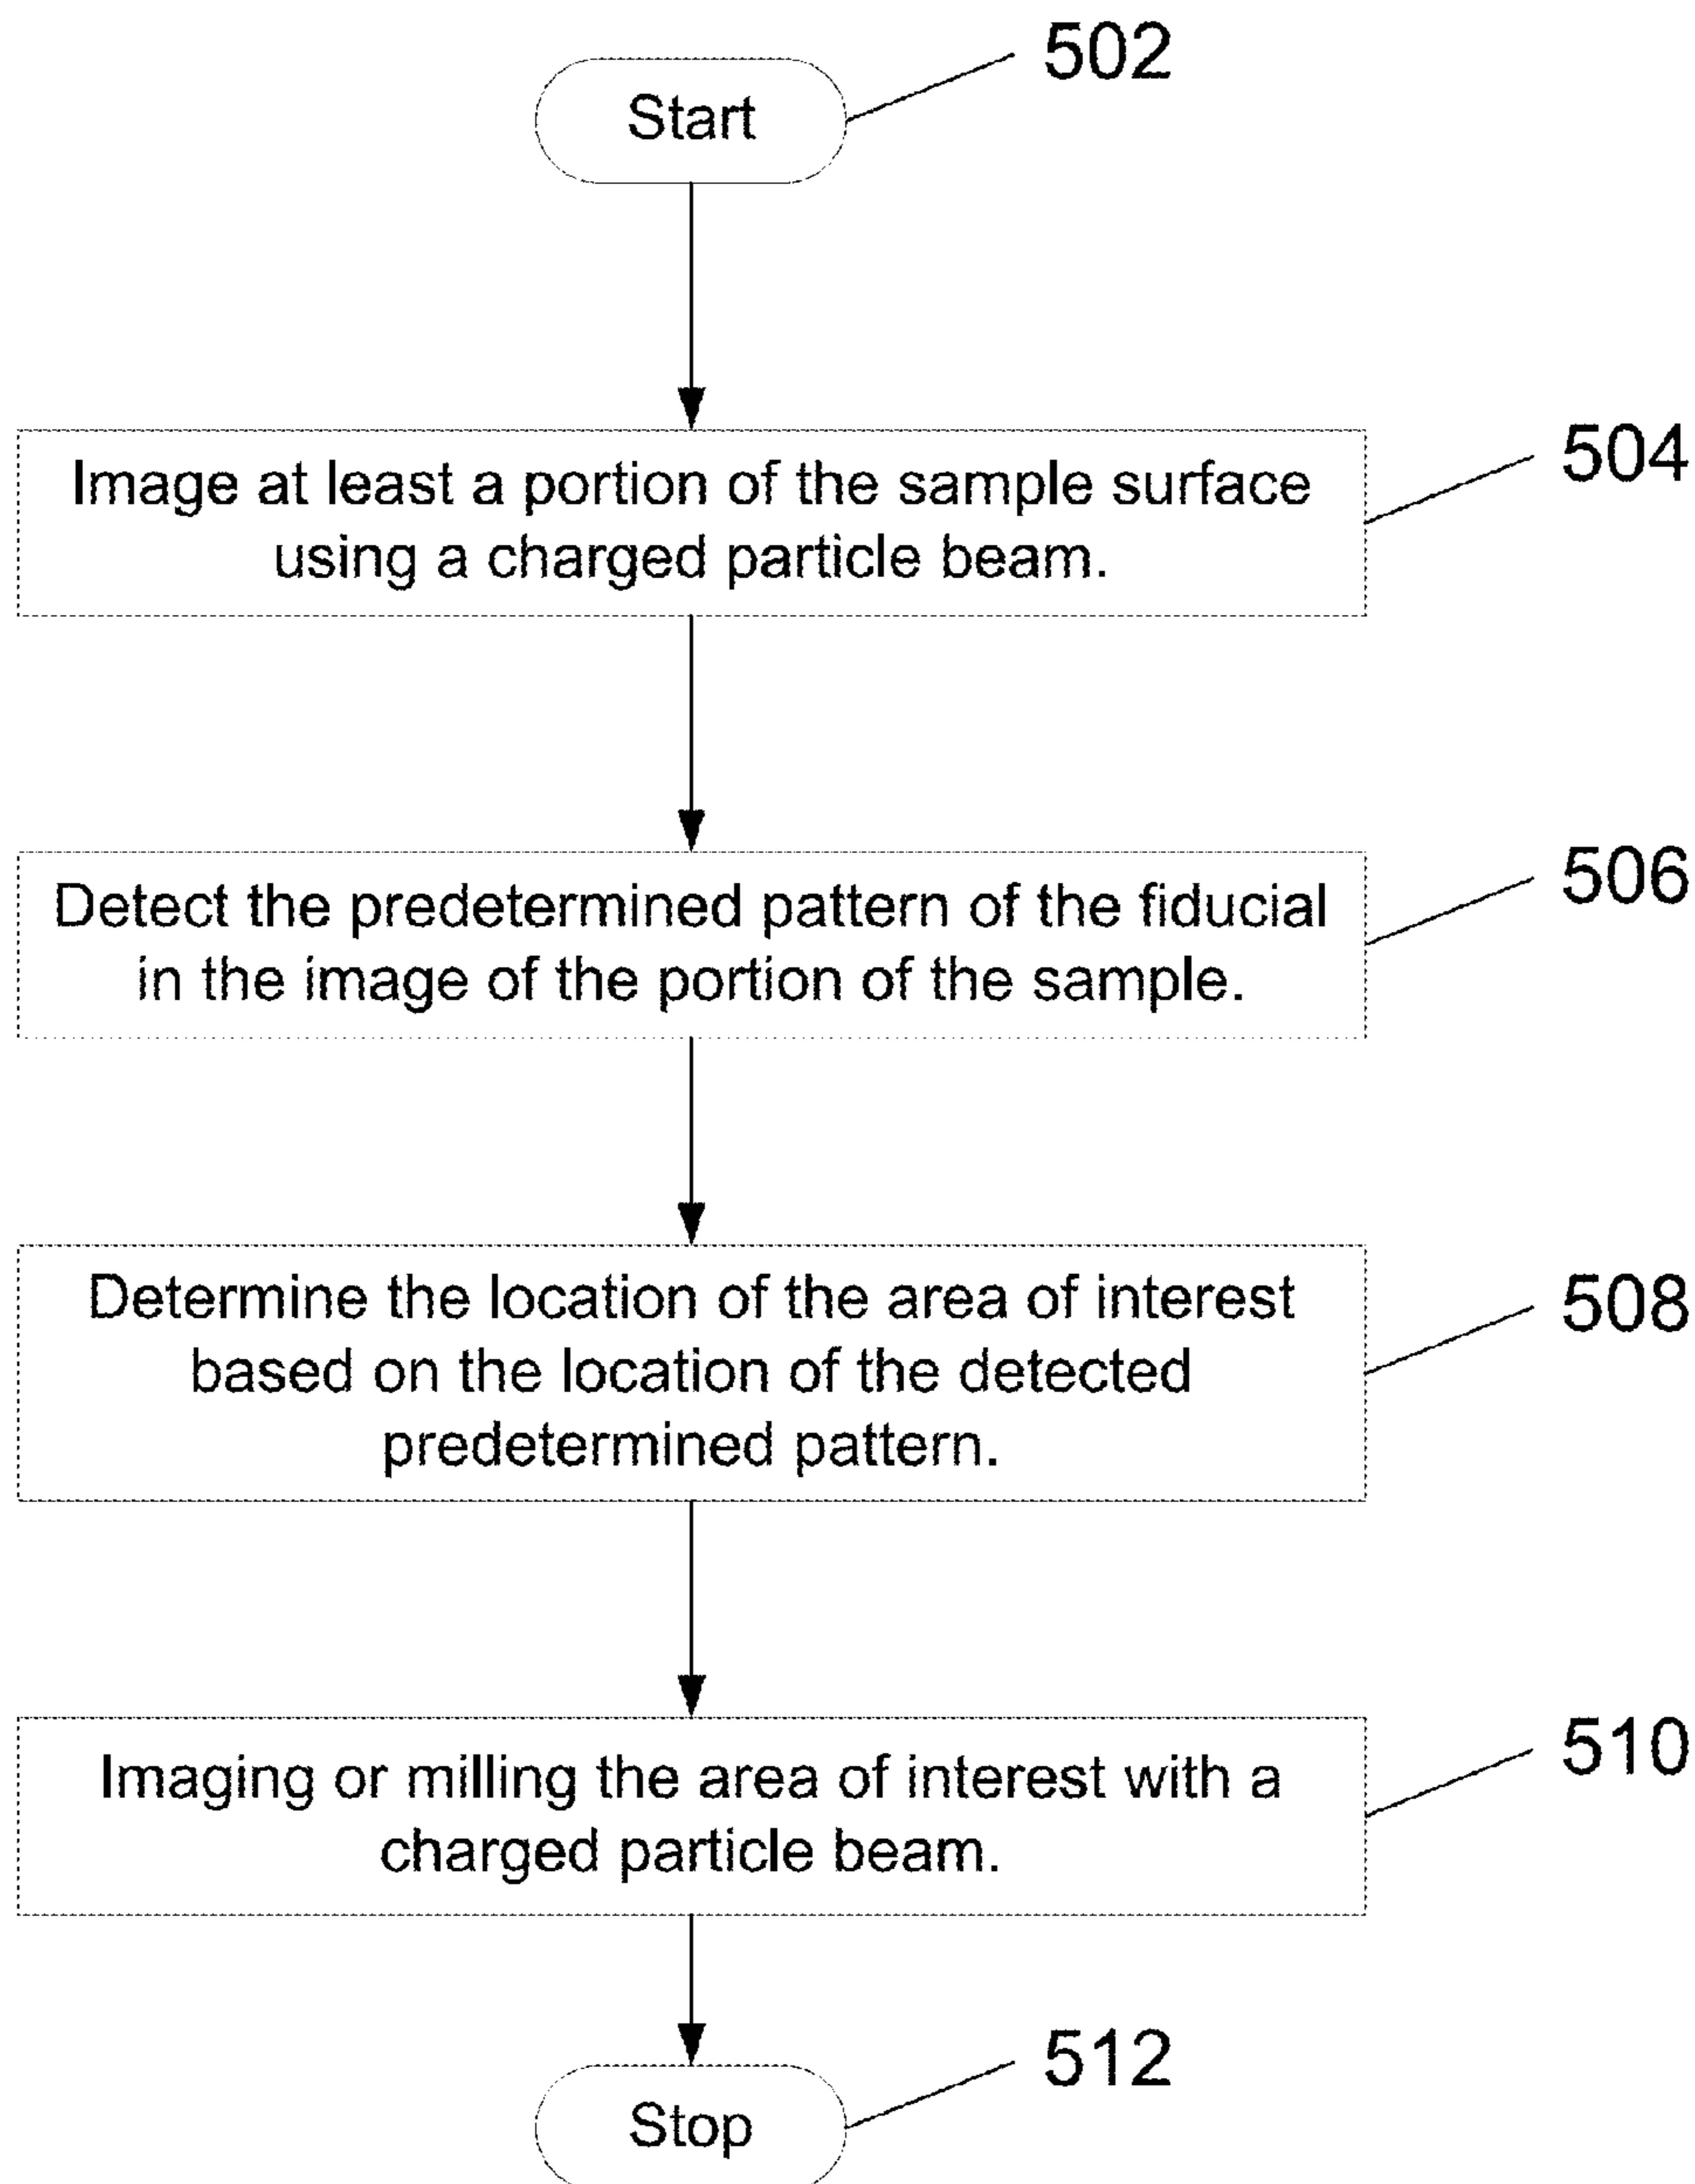 502
Start
504
Image at least a portion of the sample surface
using a charged particle beam.
506
Detect the predetermined pattern of the fiducial
in the image of the portion of the sample.
508
Determine the location of the area of interest
based on the location of the detected
predetermined pattern.
510
Imaging or milling the area of interest with a
charged particle beam.
512
Stop